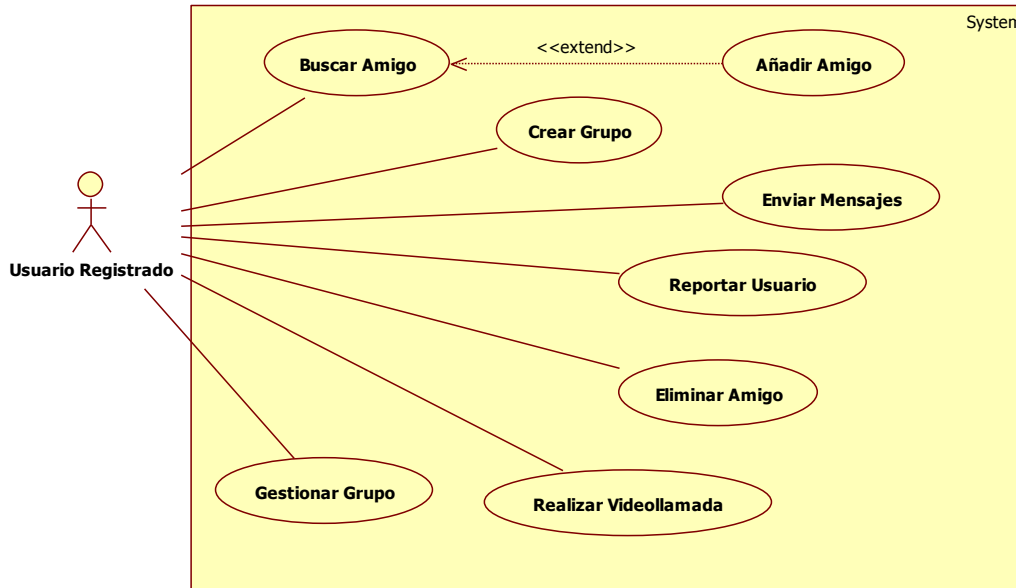 System
<<extend>>
Buscar Amigo
Añadir Amigo
Crear Grupo
Enviar Mensajes
Usuario Registrado
Reportar Usuario
Eliminar Amigo
Gestionar Grupo
Realizar Videollamada